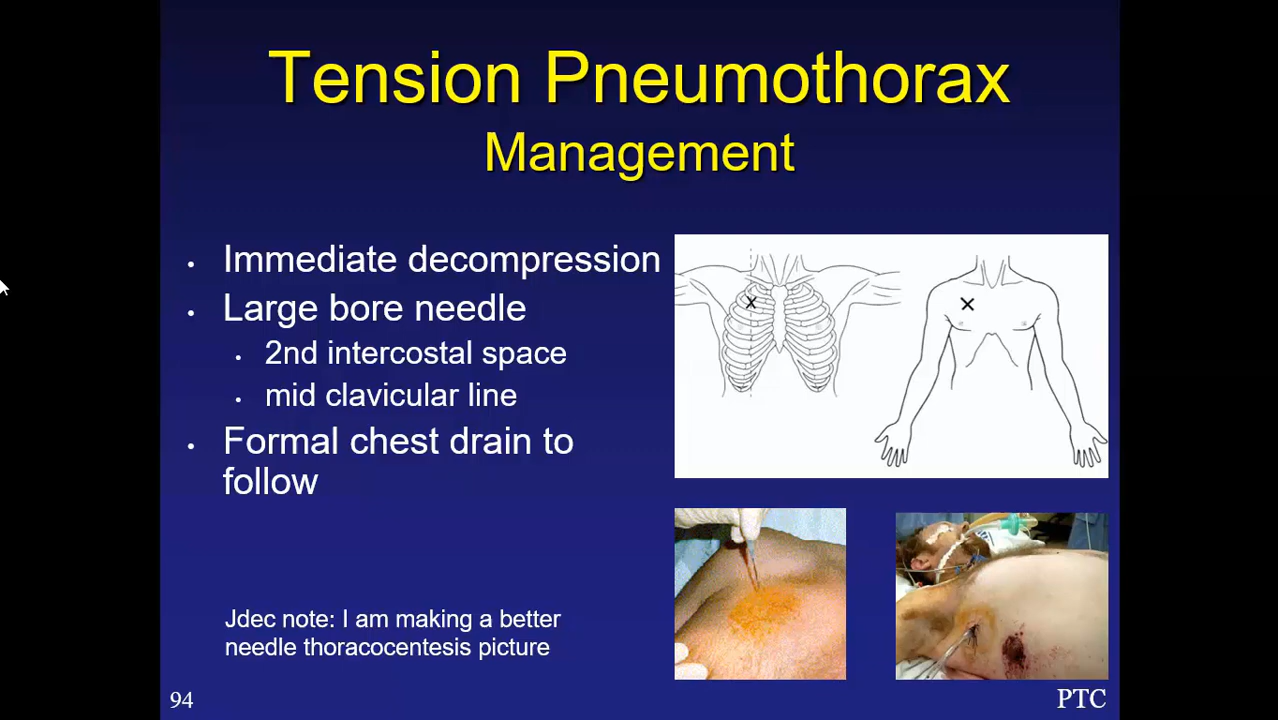 Tension Pneumothorax
Management
• Immediate decompression
• Large bore needle
• 2nd intercostal space
• mid clavicular line
• Formal chest drain to
follow
X
X
Jdec note: I am making a better
needle thoracocentesis picture
94
PTC